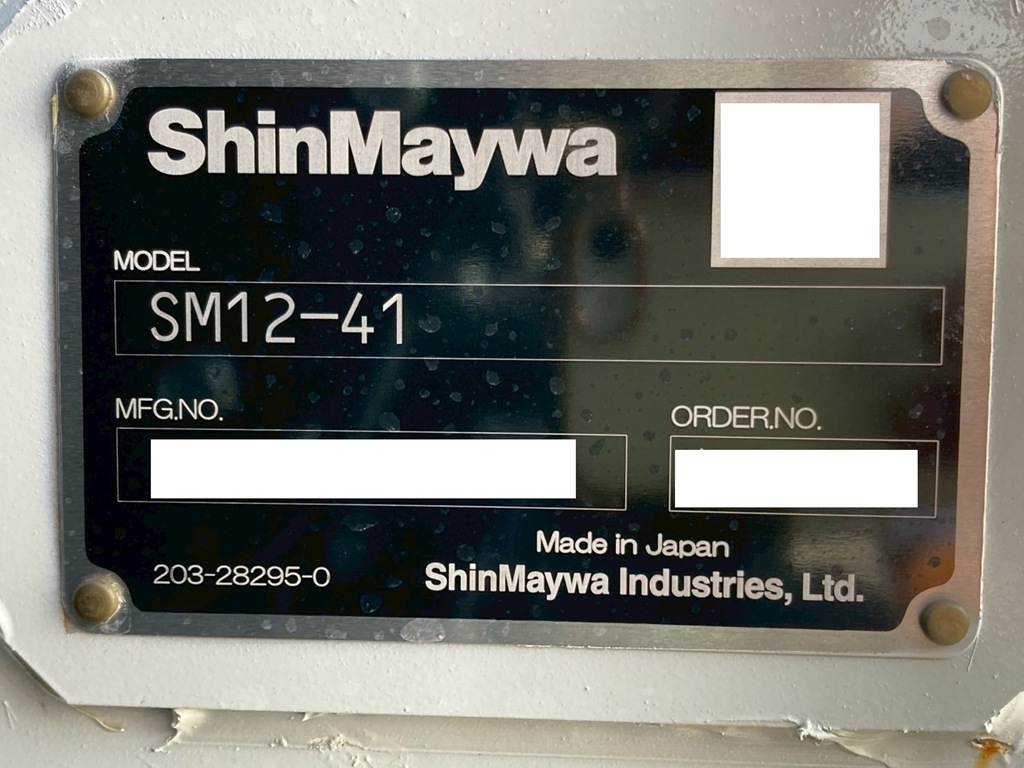 ShinMaywa
MODEL
SM12-41
MFG.NO.
ORDER.NO.
Made in Japan
203-28295-0
ShinMaywa Industries, Ltd.